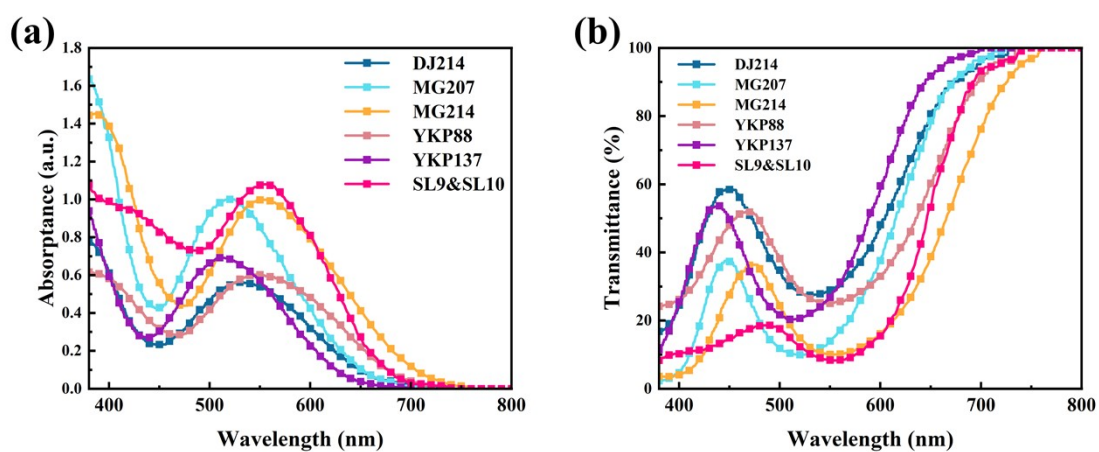 (a)
1.8
1.6
1.4
1.2
1.0
0.8
0.6
0.4
0.2
0.0
Absorptance (a.u.)
400 500 600 700 800
Wavelength (nm)
DJ214
MG207
MG214
YKP88
YKP137
SL9&SL10
(b)
100
80
60
40
20
0
Transmittance (%)
400 500 600 700 800
Wavelength (nm)
DJ214
MG207
MG214
YKP88
YKP137
SL9&SL10